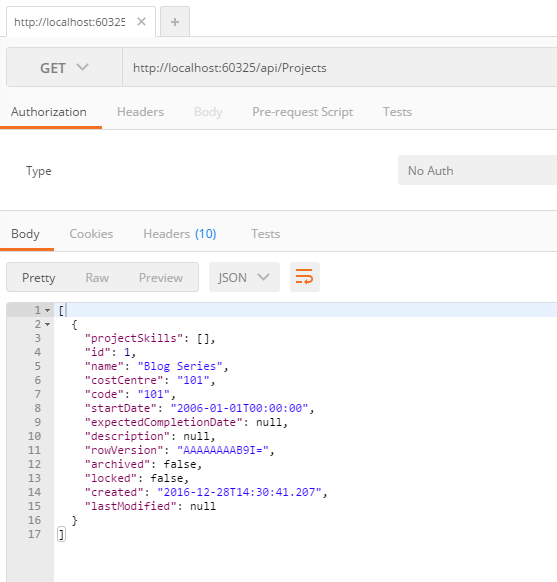 http://localhost:60325
GET http://localhost:60325/api/Projects
Authorization Headers Body Pre-request Script Tests
Type No Auth
Body Cookies Headers (10) Tests
Pretty Raw Preview JSON
1 [
2 {
3 "projectSkills": [],
4 "id": 1,
5 "name": "Blog Series",
6 "costCentre": "101",
7 "code": "101",
8 "startDate": "2006-01-01T00:00:00",
9 "expectedCompletionDate": null,
10 "description": null,
11 "rowVersion": "AAAAAAAAB9I=",
12 "archived": false,
13 "locked": false,
14 "created": "2016-12-28T14:30:41.207",
15 "lastModified": null
16 }
17 ]